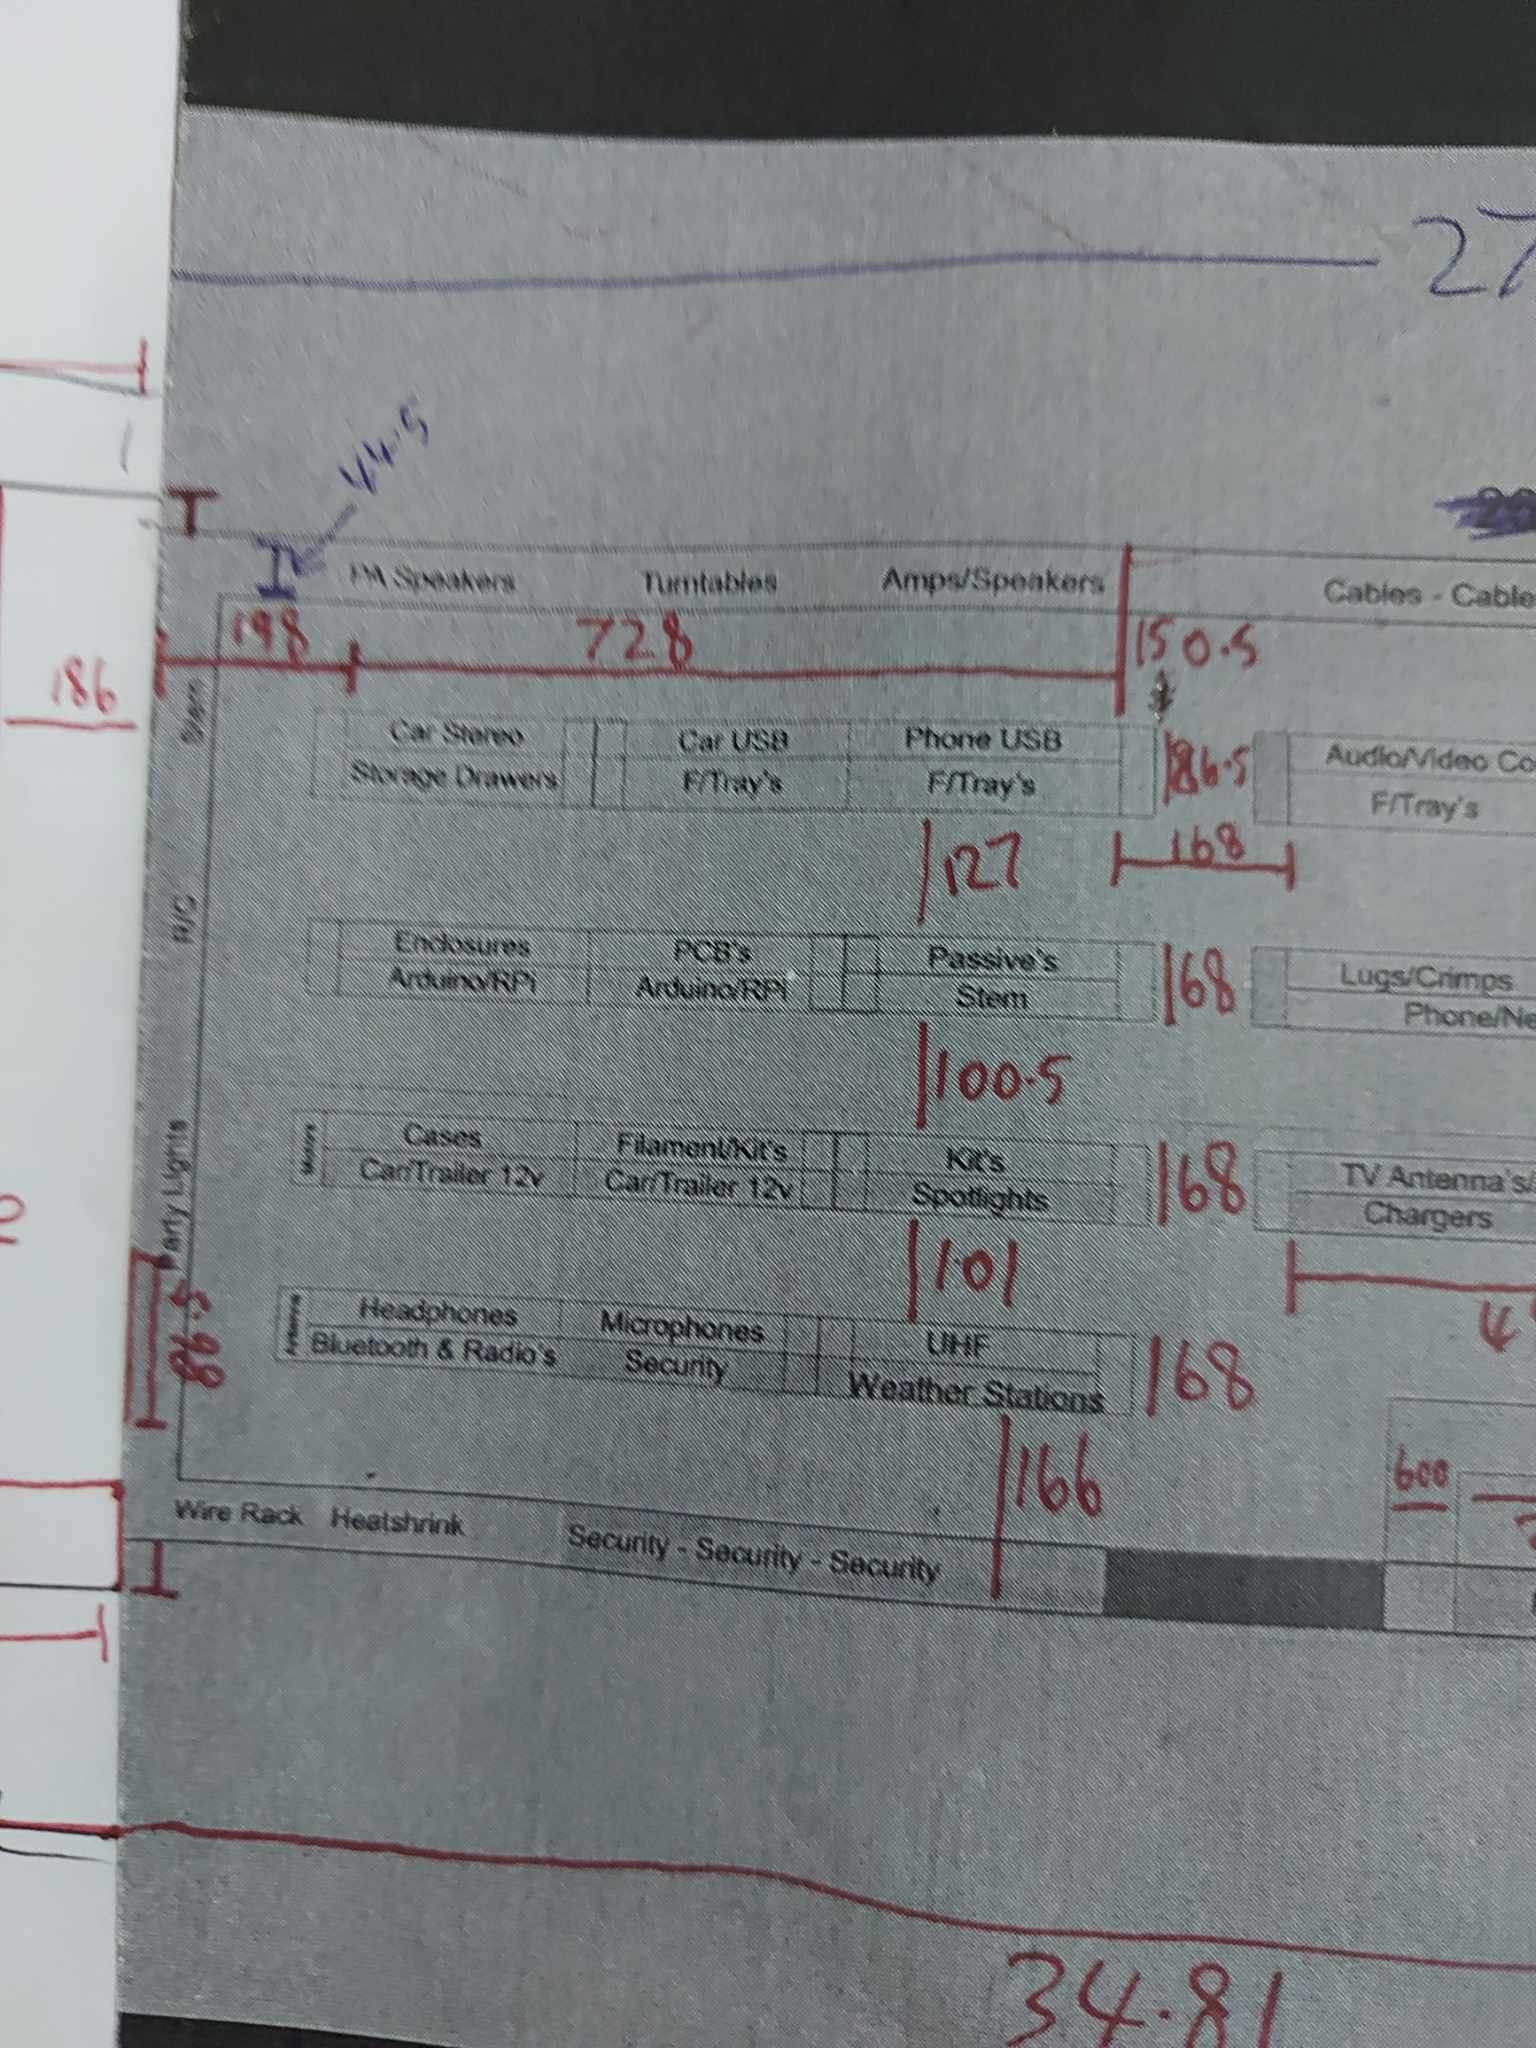 27
44.5
T
I
PA Speakers Turntables Amps/Speakers Cables - Cable
198 728 150.5
186
Stem
Car Stereo Car USB Phone USB 86.5 Audio/Video Co
Storage Drawers F/Tray's F/Tray's F/Tray's
127 168
R/C
Enclosures PCB's Passive's 168 Lugs/Crimps
Arduino/RPi Arduino/RPi Stem Phone/Ne
100.5
Party Lights
Cases Filament/Kit's Kit's 168 TV Antenna's/
Car/Trailer 12v Car/Trailer 12v Spotlights Chargers
101
86.5
4
Headphones Microphones UHF 168
Bluetooth & Radio's Security Weather Stations
166 600
Wire Rack Heatshrink Security - Security - Security
I
34.81